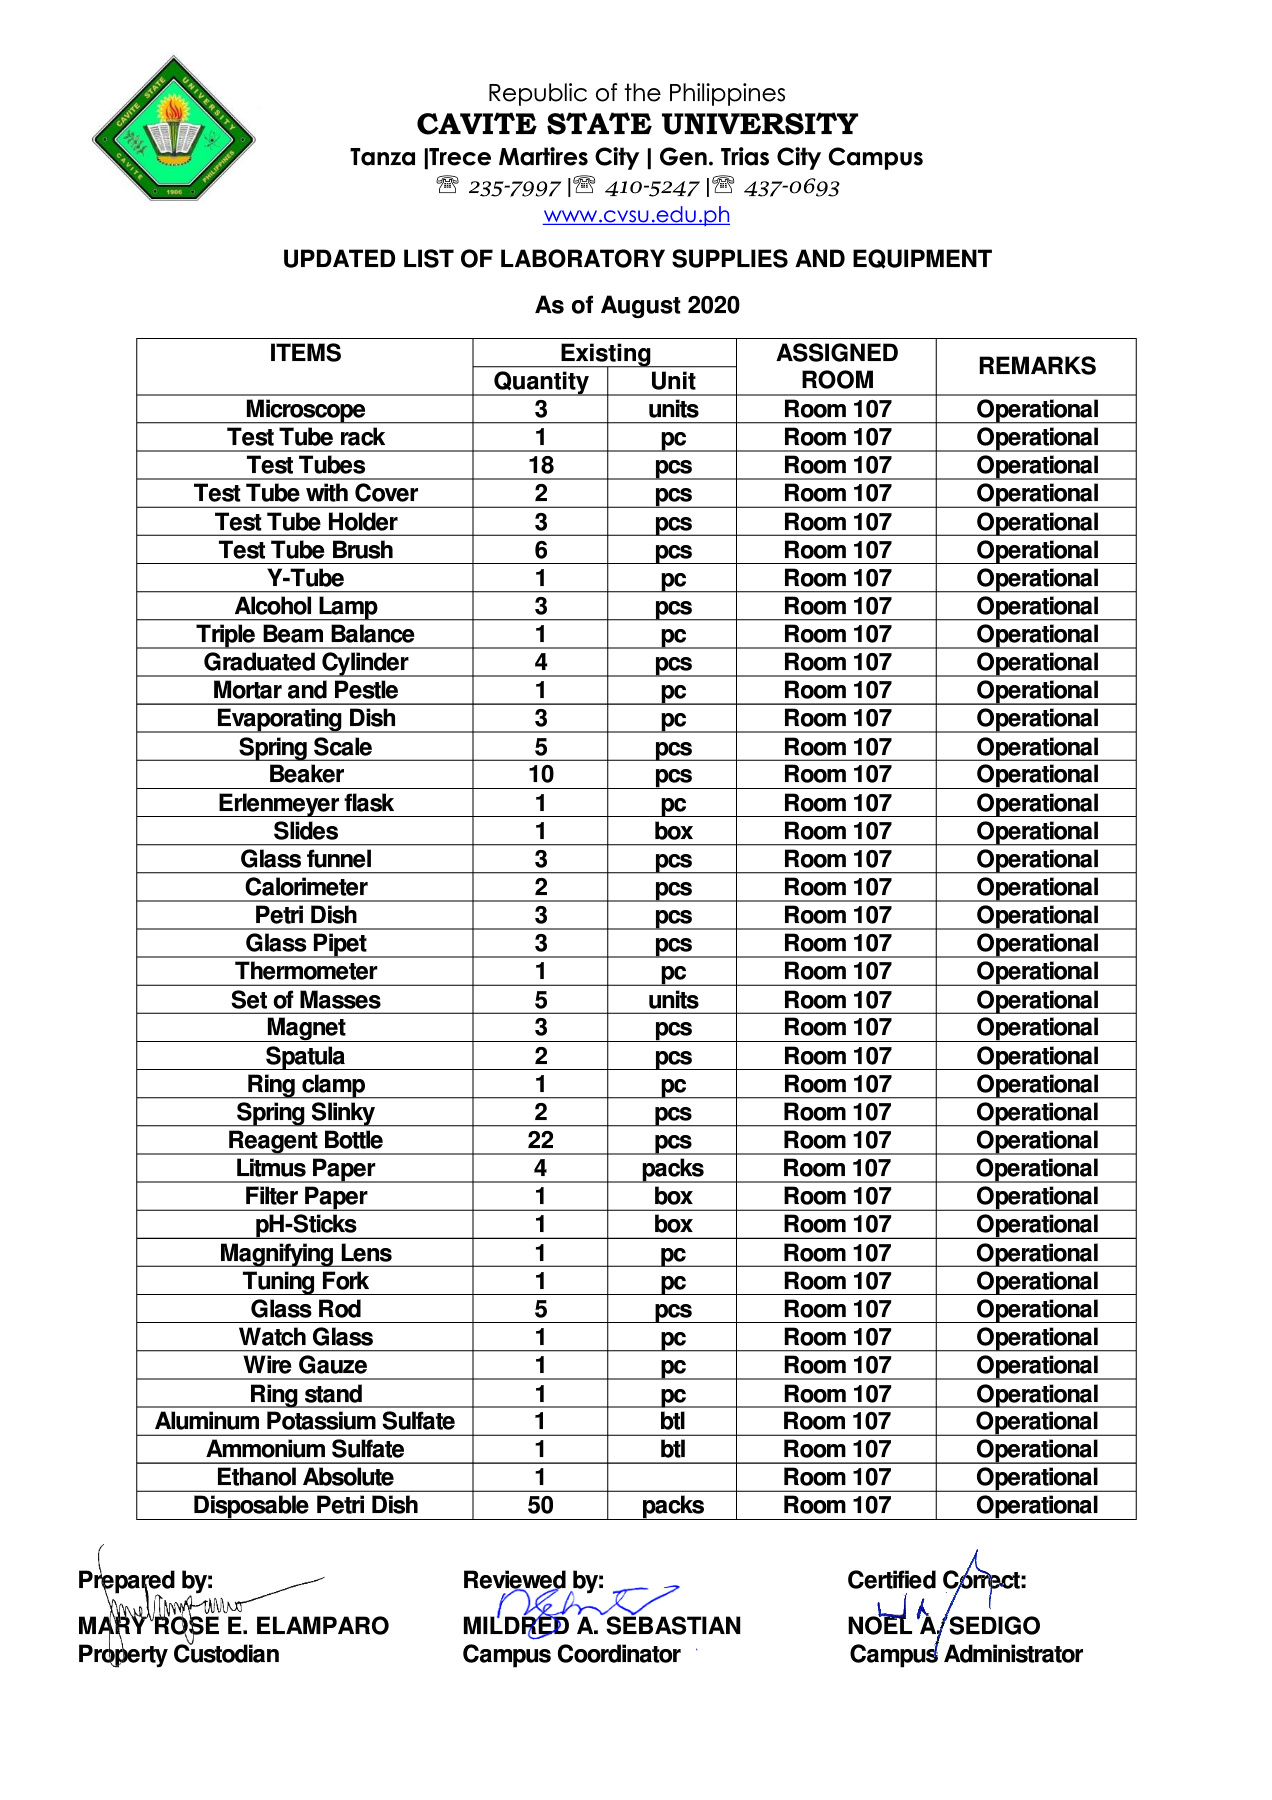 CAVITE STATE UNIVERSITY
CAVITE PHILIPPINES
1906
Republic of the Philippines
CAVITE STATE UNIVERSITY
Tanza |Trece Martires City | Gen. Trias City Campus
☏ 235-7997 |☏ 410-5247 |☏ 437-0693
www.cvsu.edu.ph
UPDATED LIST OF LABORATORY SUPPLIES AND EQUIPMENT
As of August 2020
ITEMS Existing ASSIGNED ROOM REMARKS
Quantity Unit
Microscope 3 units Room 107 Operational
Test Tube rack 1 pc Room 107 Operational
Test Tubes 18 pcs Room 107 Operational
Test Tube with Cover 2 pcs Room 107 Operational
Test Tube Holder 3 pcs Room 107 Operational
Test Tube Brush 6 pcs Room 107 Operational
Y-Tube 1 pc Room 107 Operational
Alcohol Lamp 3 pcs Room 107 Operational
Triple Beam Balance 1 pc Room 107 Operational
Graduated Cylinder 4 pcs Room 107 Operational
Mortar and Pestle 1 pc Room 107 Operational
Evaporating Dish 3 pc Room 107 Operational
Spring Scale 5 pcs Room 107 Operational
Beaker 10 pcs Room 107 Operational
Erlenmeyer flask 1 pc Room 107 Operational
Slides 1 box Room 107 Operational
Glass funnel 3 pcs Room 107 Operational
Calorimeter 2 pcs Room 107 Operational
Petri Dish 3 pcs Room 107 Operational
Glass Pipet 3 pcs Room 107 Operational
Thermometer 1 pc Room 107 Operational
Set of Masses 5 units Room 107 Operational
Magnet 3 pcs Room 107 Operational
Spatula 2 pcs Room 107 Operational
Ring clamp 1 pc Room 107 Operational
Spring Slinky 2 pcs Room 107 Operational
Reagent Bottle 22 pcs Room 107 Operational
Litmus Paper 4 packs Room 107 Operational
Filter Paper 1 box Room 107 Operational
pH-Sticks 1 box Room 107 Operational
Magnifying Lens 1 pc Room 107 Operational
Tuning Fork 1 pc Room 107 Operational
Glass Rod 5 pcs Room 107 Operational
Watch Glass 1 pc Room 107 Operational
Wire Gauze 1 pc Room 107 Operational
Ring stand 1 pc Room 107 Operational
Aluminum Potassium Sulfate 1 btl Room 107 Operational
Ammonium Sulfate 1 btl Room 107 Operational
Ethanol Absolute 1 Room 107 Operational
Disposable Petri Dish 50 packs Room 107 Operational
Prepared by: Reviewed by: Certified Correct:
MARY ROSE E. ELAMPARO MILDRED A. SEBASTIAN NOEL A. SEDIGO
Property Custodian Campus Coordinator Campus Administrator